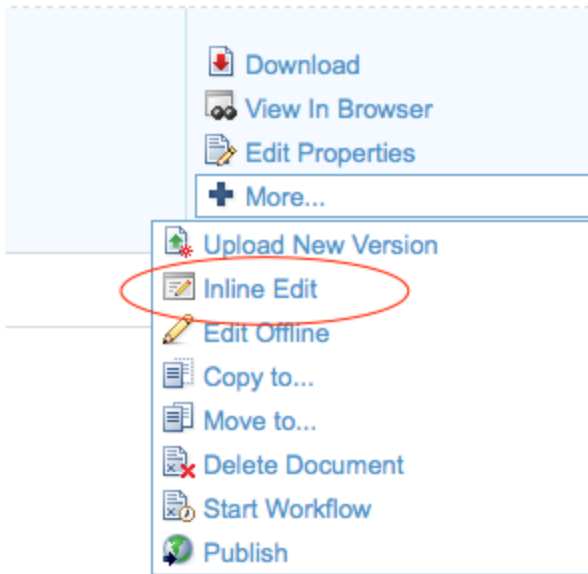 Download
View In Browser
Edit Properties
More...
Upload New Version
Inline Edit
Edit Offline
Copy to...
Move to...
Delete Document
Start Workflow
Publish